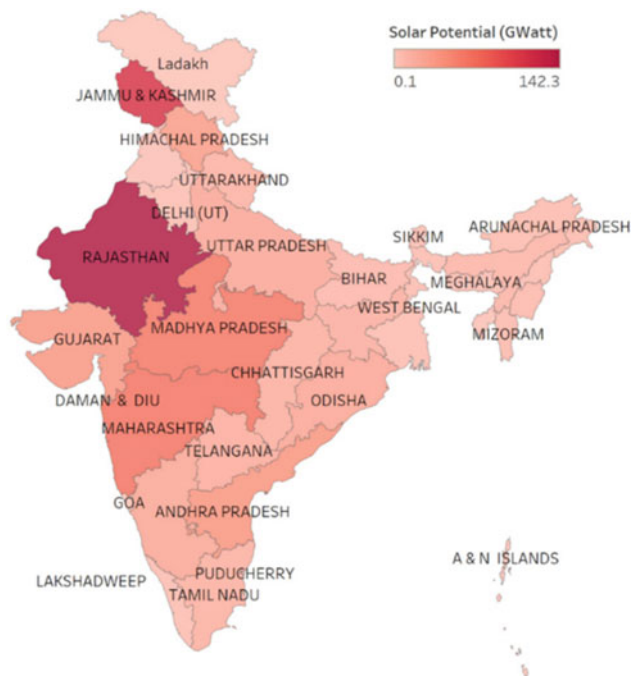 Solar Potential (GWatt)
0.1 142.3
Ladakh
JAMMU & KASHMIR
HIMACHAL PRADESH
UTTARAKHAND
DELHI (UT)
RAJASTHAN
UTTAR PRADESH
SIKKIM
ARUNACHAL PRADESH
BIHAR
MEGHALAYA
WEST BENGAL
MIZORAM
GUJARAT
MADHYA PRADESH
CHHATTISGARH
DAMAN & DIU
ODISHA
MAHARASHTRA
TELANGANA
GOA
ANDHRA PRADESH
A & N ISLANDS
LAKSHADWEEP
PUDUCHERRY
TAMIL NADU